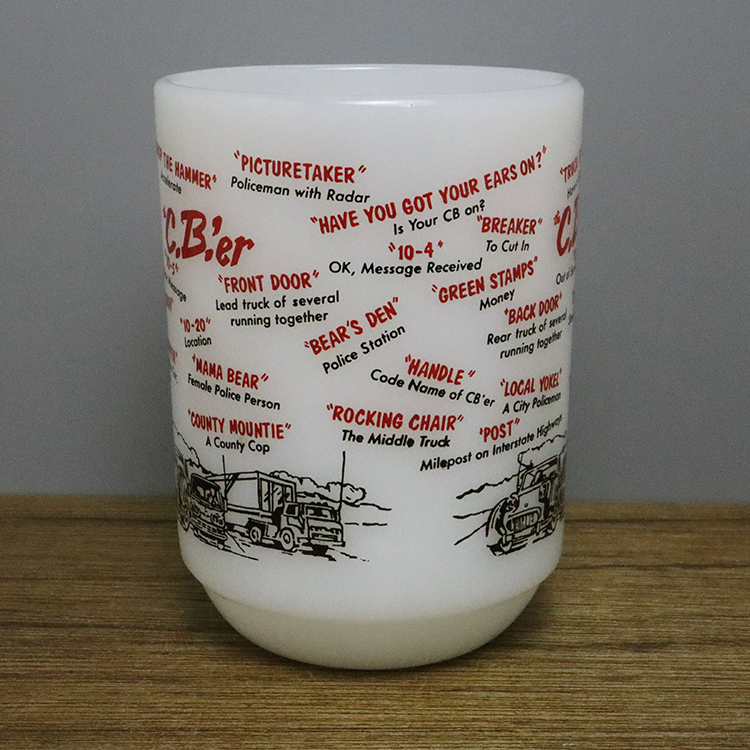 THE HAMMER"
"PICTURETAKER"
Policeman with Radar
"HAVE YOU GOT YOUR EARS ON?"
Is Your CB on?
"BREAKER"
To Cut In
C.B.'er
"10-4"
OK, Message Received
the
"FRONT DOOR"
Lead truck of several
running together
"GREEN STAMPS"
Money
"BACK DOOR"
Rear truck of several
running together
"10-20"
Location
"BEAR'S DEN"
Police Station
"MAMA BEAR"
Female Police Person
"HANDLE"
Code Name of CB'er
"LOCAL YOKEL"
A City Policeman
"COUNTY MOUNTIE"
A County Cop
"ROCKING CHAIR"
The Middle Truck
"POST"
Milepost on Interstate Highways